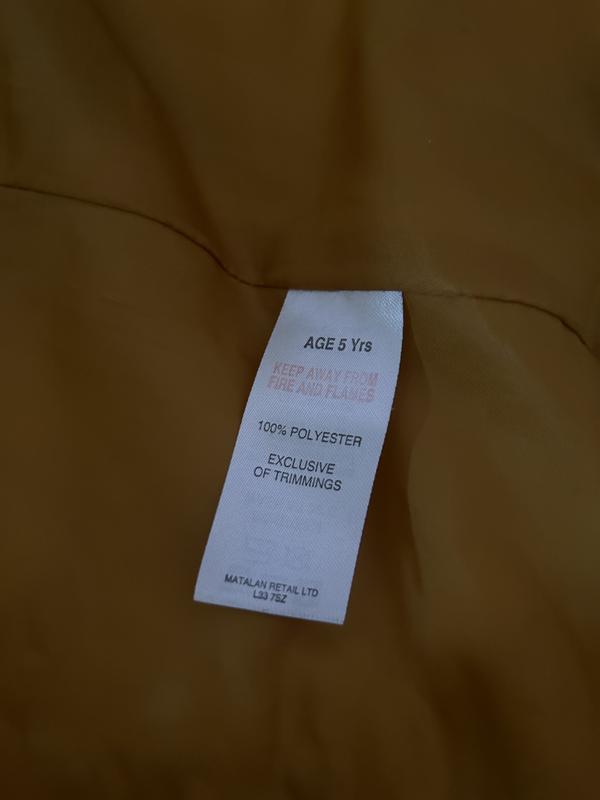 AGE 5 Yrs
KEEP AWAY FROM
FIRE AND FLAMES
100% POLYESTER
EXCLUSIVE
OF TRIMMINGS
MATALAN RETAIL LTD
L33 7SZ